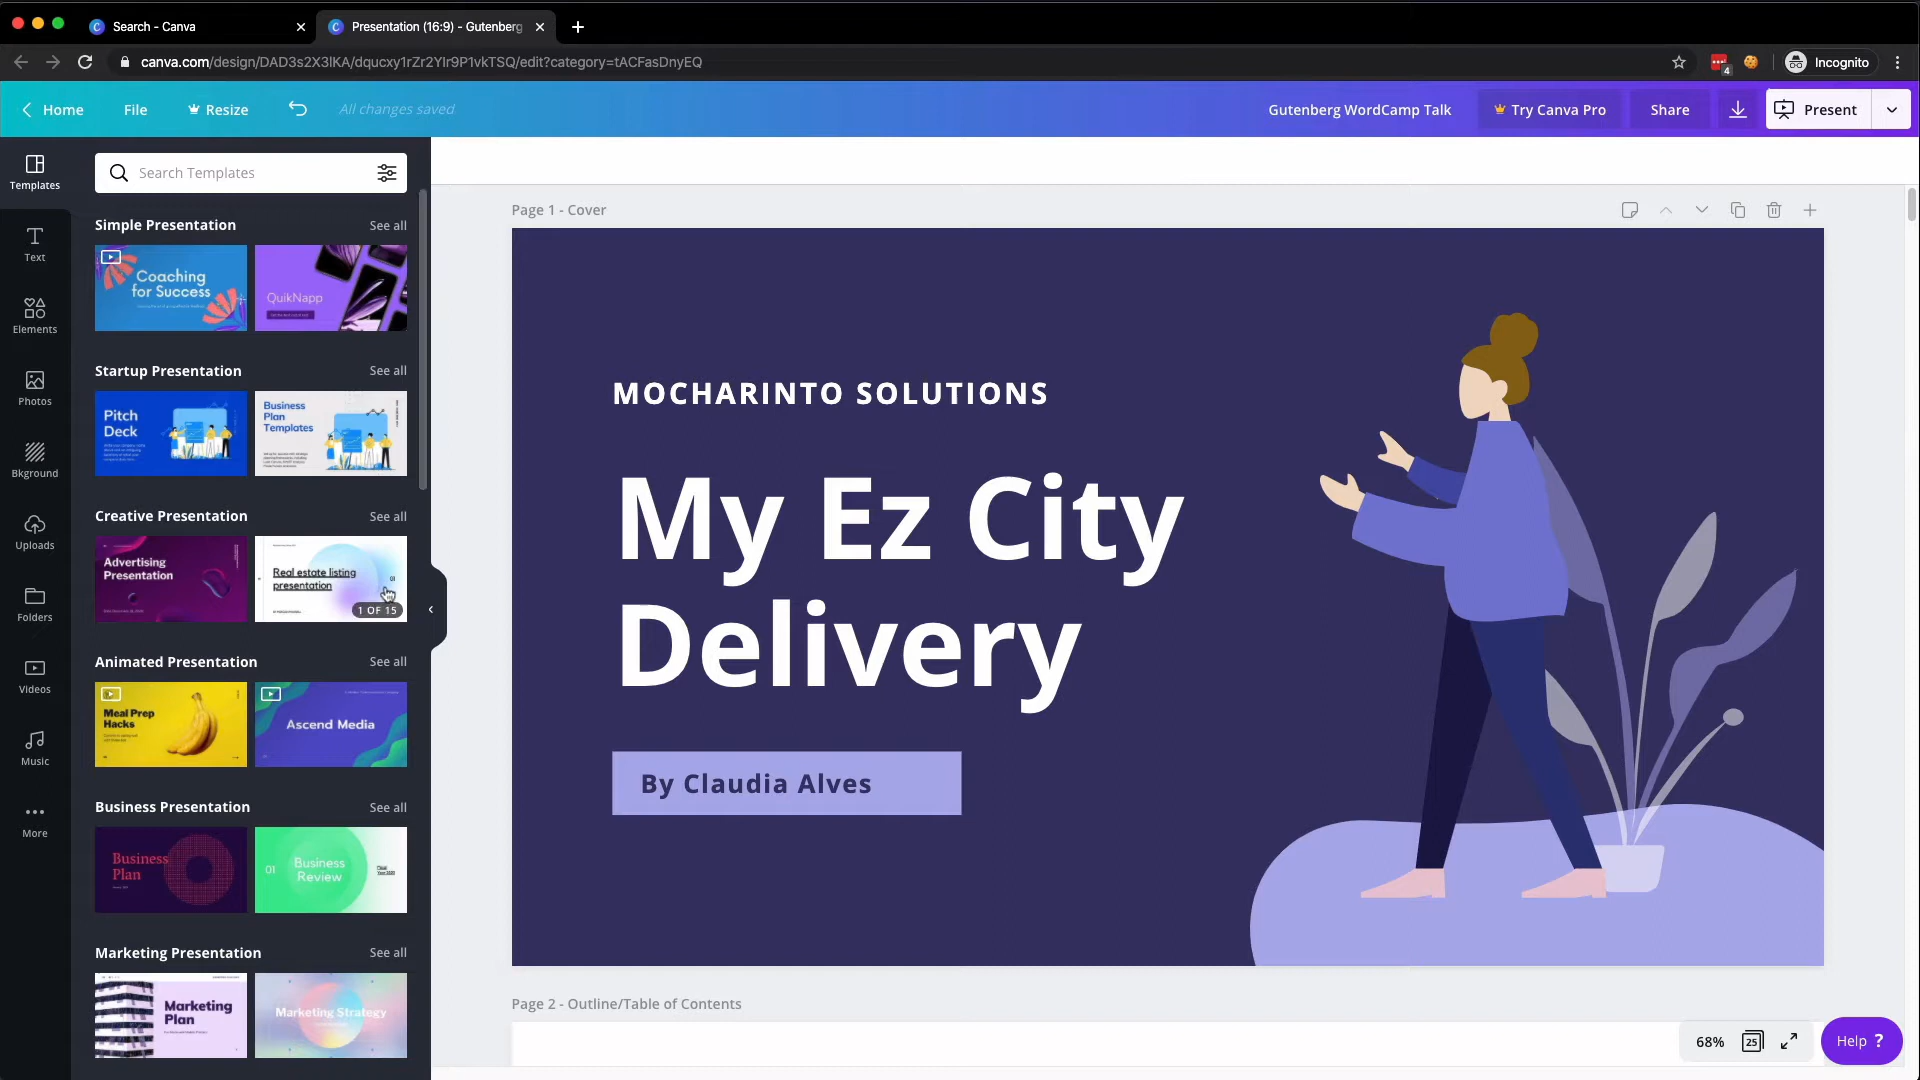 Search - Canva
Presentation (16:9) - Gutenberg
canva.com/design/DAD3s2X3lKA/dqucxy1rZr2YIr9P1vkTSQ/edit?category=tACFasDnyEQ
4
Incognito
Home
File
Resize
All changes saved
Gutenberg WordCamp Talk
Try Canva Pro
Share
Present
Templates
Text
Elements
Photos
Bkground
Uploads
Folders
Videos
Music
More
Search Templates
Simple Presentation
See all
Coaching
for Success
QuikNapp
Startup Presentation
See all
Pitch
Deck
Business
Plan
Templates
Creative Presentation
See all
Advertising
Presentation
Real estate listing
presentation
1 OF 15
Animated Presentation
See all
Meal Prep
Hacks
Ascend Media
Business Presentation
See all
Business
Plan
01
Business
Review
Marketing Presentation
See all
Marketing
Plan
Marketing Strategy
Page 1 - Cover
MOCHARINTO SOLUTIONS
My Ez City
Delivery
By Claudia Alves
Page 2 - Outline/Table of Contents
68%
25
Help ?